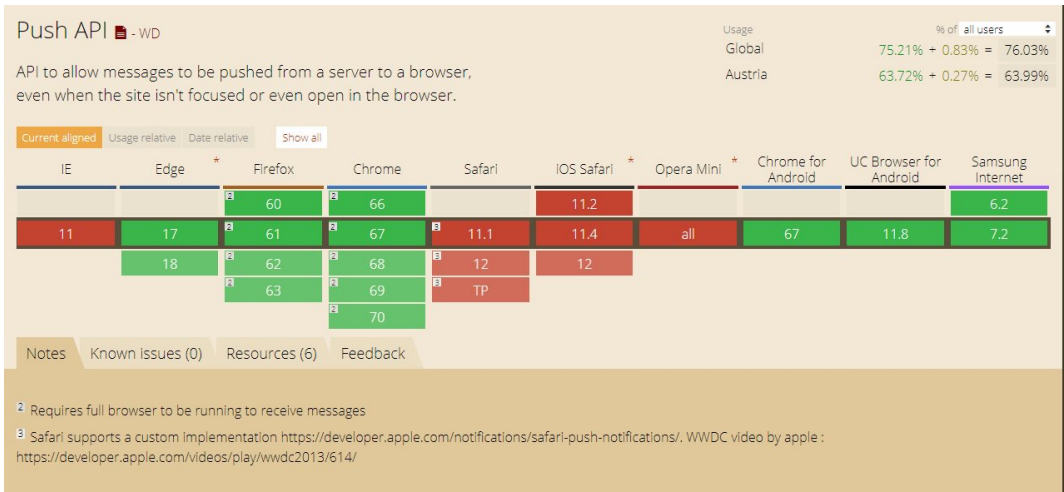 Push API - WD
Usage % of all users
Global 75.21% + 0.83% = 76.03%
Austria 63.72% + 0.27% = 63.99%
API to allow messages to be pushed from a server to a browser,
even when the site isn't focused or even open in the browser.
Current aligned Usage relative Date relative Show all
IE Edge * Firefox Chrome Safari iOS Safari * Opera Mini * Chrome for Android UC Browser for Android Samsung Internet
2 60 2 66 11.2 6.2
11 17 2 61 2 67 3 11.1 11.4 all 67 11.8 7.2
18 2 62 2 68 3 12 12
2 63 2 69 3 TP
2 70
Notes Known issues (0) Resources (6) Feedback
2 Requires full browser to be running to receive messages
3 Safari supports a custom implementation https://developer.apple.com/notifications/safari-push-notifications/. WWDC video by apple :
https://developer.apple.com/videos/play/wwdc2013/614/